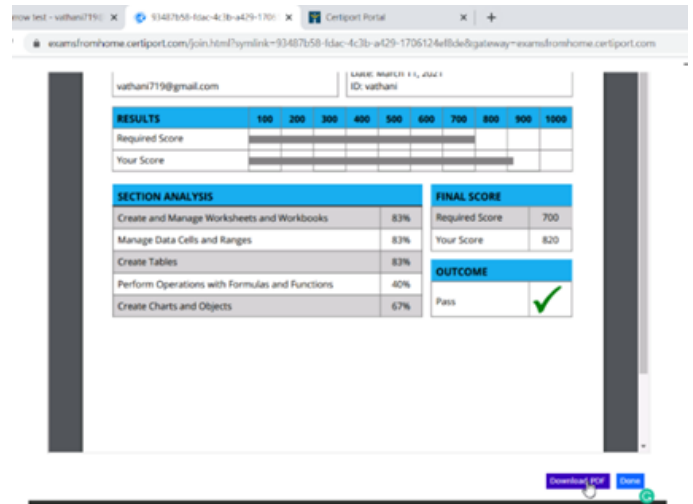 row test - vathani719
93487b58-fdac-4c3b-a429-1706
Certiport Portal
examsfromhome.certiport.com/join.html?symlink=93487b58-fdac-4c3b-a429-1706124ef8de&gateway=examsfromhome.certiport.com
vathani719@gmail.com
Date: March 11, 2021
ID: vathani
RESULTS 100 200 300 400 500 600 700 800 900 1000
Required Score
Your Score
SECTION ANALYSIS
Create and Manage Worksheets and Workbooks 83%
Manage Data Cells and Ranges 83%
Create Tables 83%
Perform Operations with Formulas and Functions 40%
Create Charts and Objects 67%
FINAL SCORE
Required Score 700
Your Score 820
OUTCOME
Pass
Download PDF Done